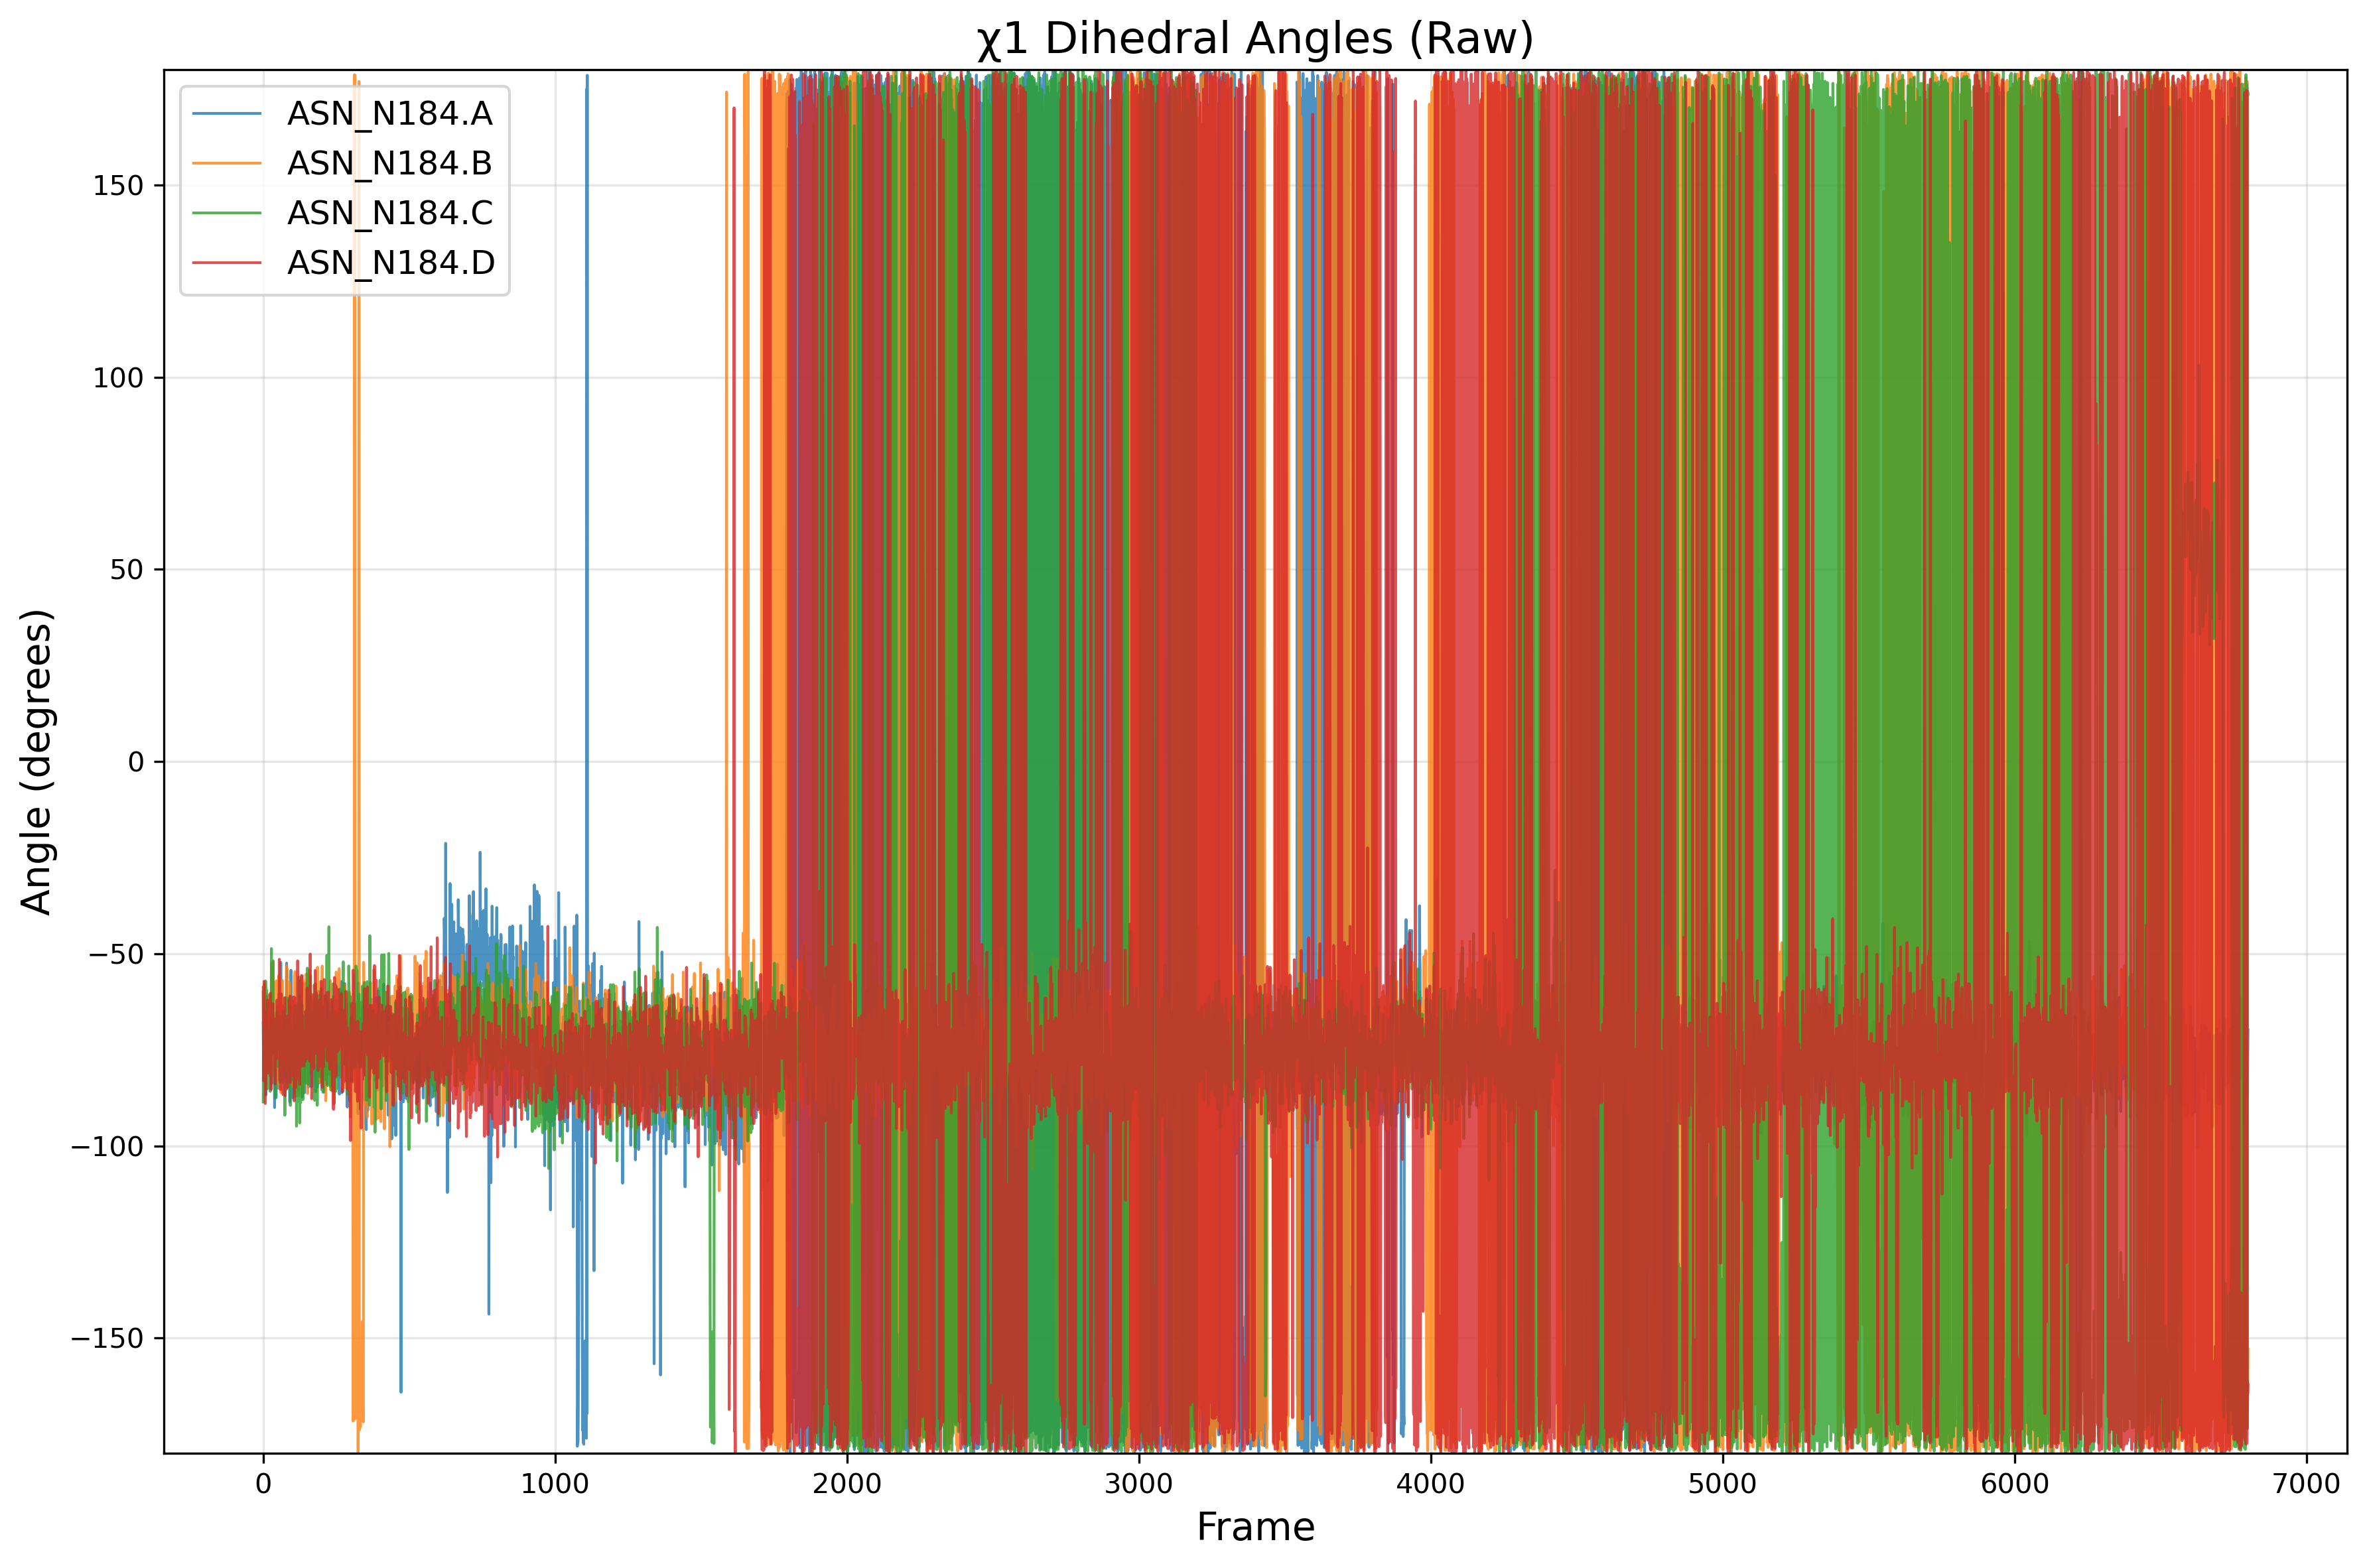 χ1 Dihedral Angles (Raw)
ASN_N184.A
ASN_N184.B
ASN_N184.C
ASN_N184.D
150
100
50
0
−50
−100
−150
Angle (degrees)
0 1000 2000 3000 4000 5000 6000 7000
Frame